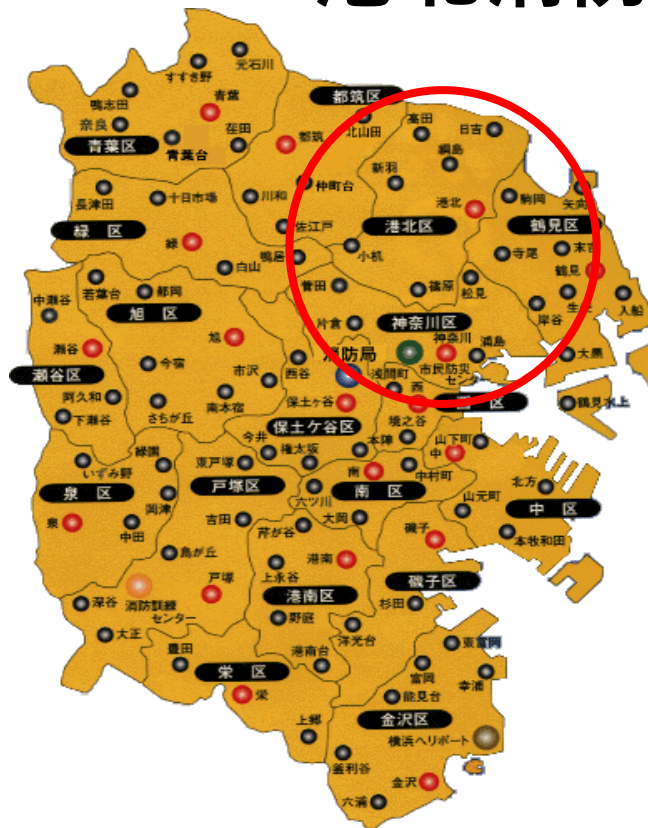 港北消防
元石川
すすき野
鴨志田
青葉
都筑区
奈良
北山田
高田
日吉
青葉区
青葉台
荏田
都筑
綱島
新羽
長津田
十日市場
川和
仲町台
港北
駒岡
矢向
緑 区
緑
佐江戸
港北区
鶴見区
白山
鴨居
小机
寺尾
末吉
鶴見
若葉台
都岡
菅田
篠原
松見
生麦
入船
中瀬谷
旭 区
片倉
神奈川区
岸谷
瀬谷
旭
消防局
神奈川
浦島
大黒
瀬谷区
今宿
市沢
西谷
浅間町
市民防災
センター
阿久和
さちが丘
南本宿
保土ヶ谷
西
西 区
鶴見水上
下瀬谷
保土ケ谷区
境之谷
緑園
今井
権太坂
本陣
山下町
いずみ野
東戸塚
南
中
泉 区
戸塚区
南 区
中村町
北方
岡津
六ツ川
山元町
中 区
泉
中田
吉田
芹が谷
大岡
磯子
本牧和田
鳥が丘
港南
上永谷
深谷
消防訓練
センター
戸塚
港南区
磯子区
杉田
大正
野庭
洋光台
東富岡
豊田
港南台
富岡
幸浦
栄 区
栄
能見台
上郷
金沢区
横浜ヘリポート
釜利谷
金沢
六浦